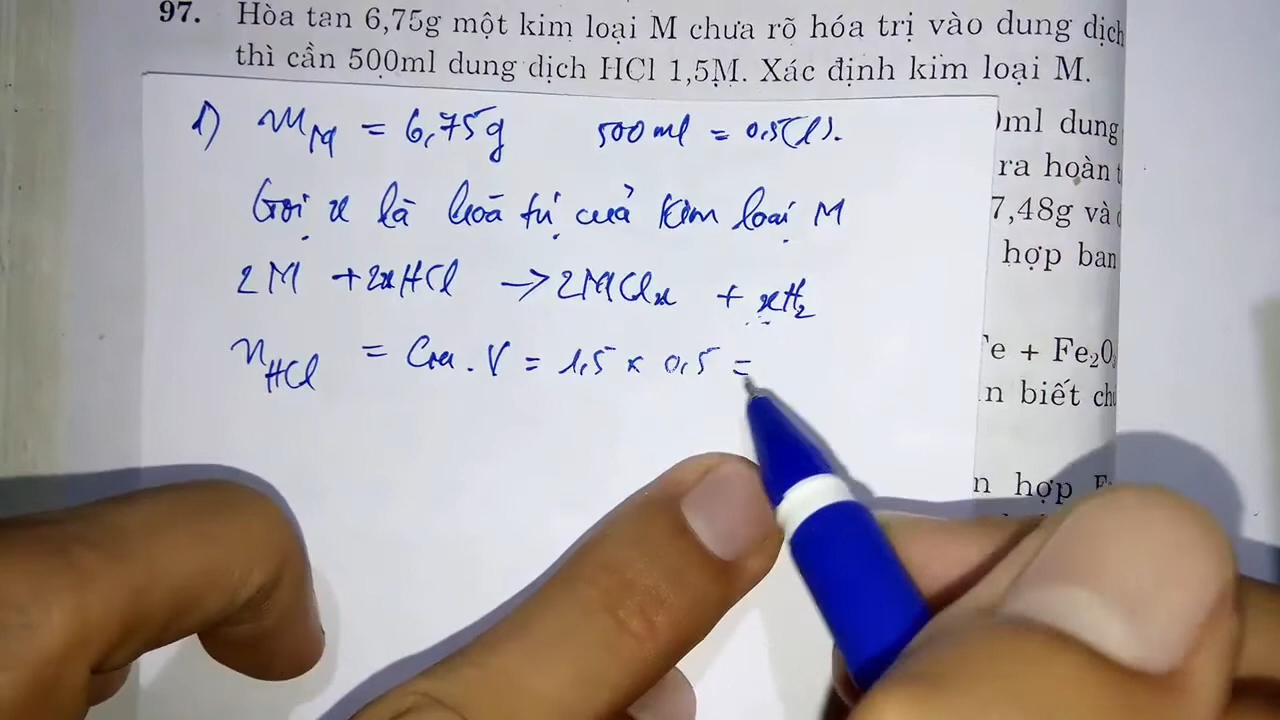 97. Hòa tan 6,75g một kim loại M chưa rõ hóa trị vào dung dịch
thì cần 500ml dung dịch HCl 1,5M. Xác định kim loại M.
1) mM = 6,75g 500ml = 0,5(l).
Gọi x là hoá trị của kim loại M
2M + 2xHCl → 2MClx + xH2
nHCl = CM . V = 1,5 x 0,5 =
0ml dung
ra hoàn t
7,48g và
hợp ban
Fe + Fe2O
n biết ch
n hợp F